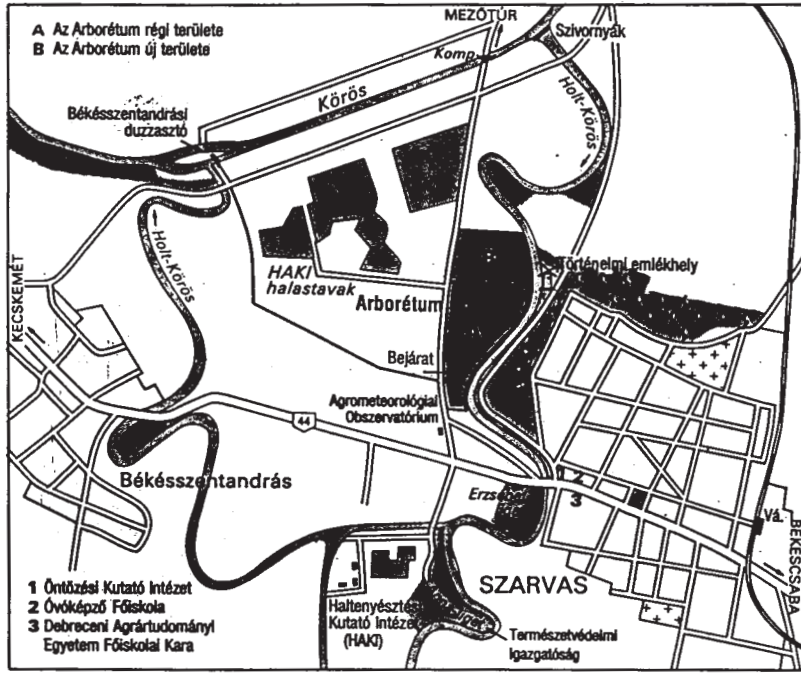 A Az Arborétum régi területe
B Az Arborétum új területe
MEZŐTÚR
Szivornyák
Komp
Körös
Holt-Körös
Békésszentandrási
duzzasztó
Holt-Körös
HAKI
halastavak
Történelmi emlékhely
Arborétum
KECSKEMÉT
Bejárat
Agrometeorológiai
Obszervatórium
44
Békésszentandrás
1
2
3
Vá.
BÉKÉSCSABA
SZARVAS
1 Öntözési Kutató Intézet
2 Óvóképző Főiskola
3 Debreceni Agrártudományi
Egyetem Főiskolai Kara
Haltenyésztési
Kutató Intézet
(HAKI)
Természetvédelmi
Igazgatóság